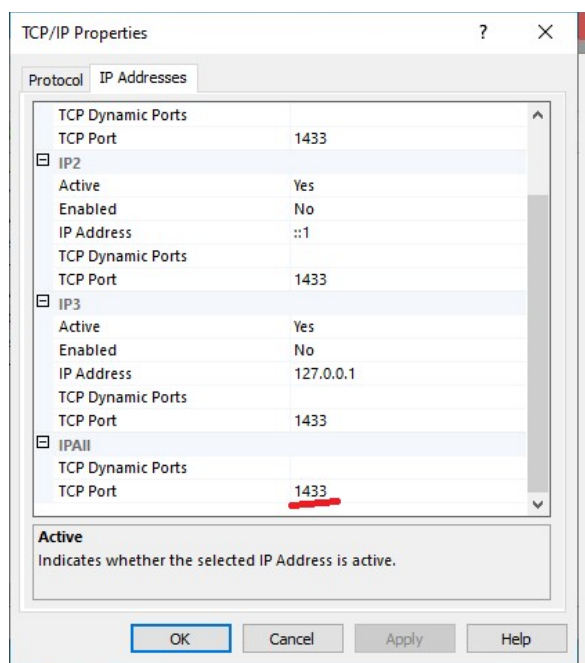 TCP/IP Properties ? ×
Protocol IP Addresses
TCP Dynamic Ports
TCP Port 1433
IP2
Active Yes
Enabled No
IP Address ::1
TCP Dynamic Ports
TCP Port 1433
IP3
Active Yes
Enabled No
IP Address 127.0.0.1
TCP Dynamic Ports
TCP Port 1433
IPAll
TCP Dynamic Ports
TCP Port 1433
Active
Indicates whether the selected IP Address is active.
OK Cancel Apply Help